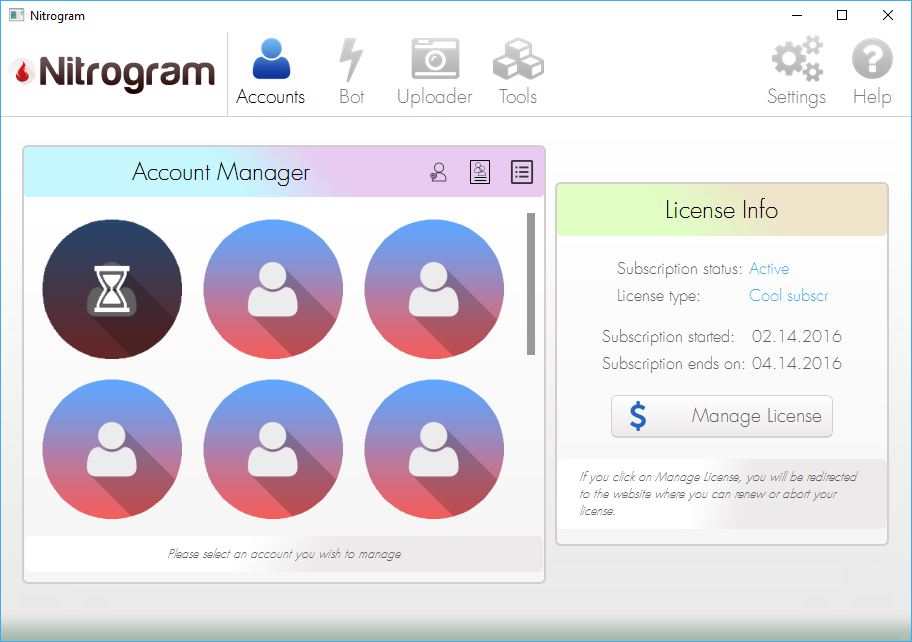 Nitrogram
Nitrogram
Accounts
Bot
Uploader
Tools
Settings
Help
Account Manager
Please select an account you wish to manage
License Info
Subscription status: Active
License type: Cool subscr
Subscription started: 02.14.2016
Subscription ends on: 04.14.2016
$ Manage License
If you click on Manage License, you will be redirected
to the website where you can renew or abort your
license.